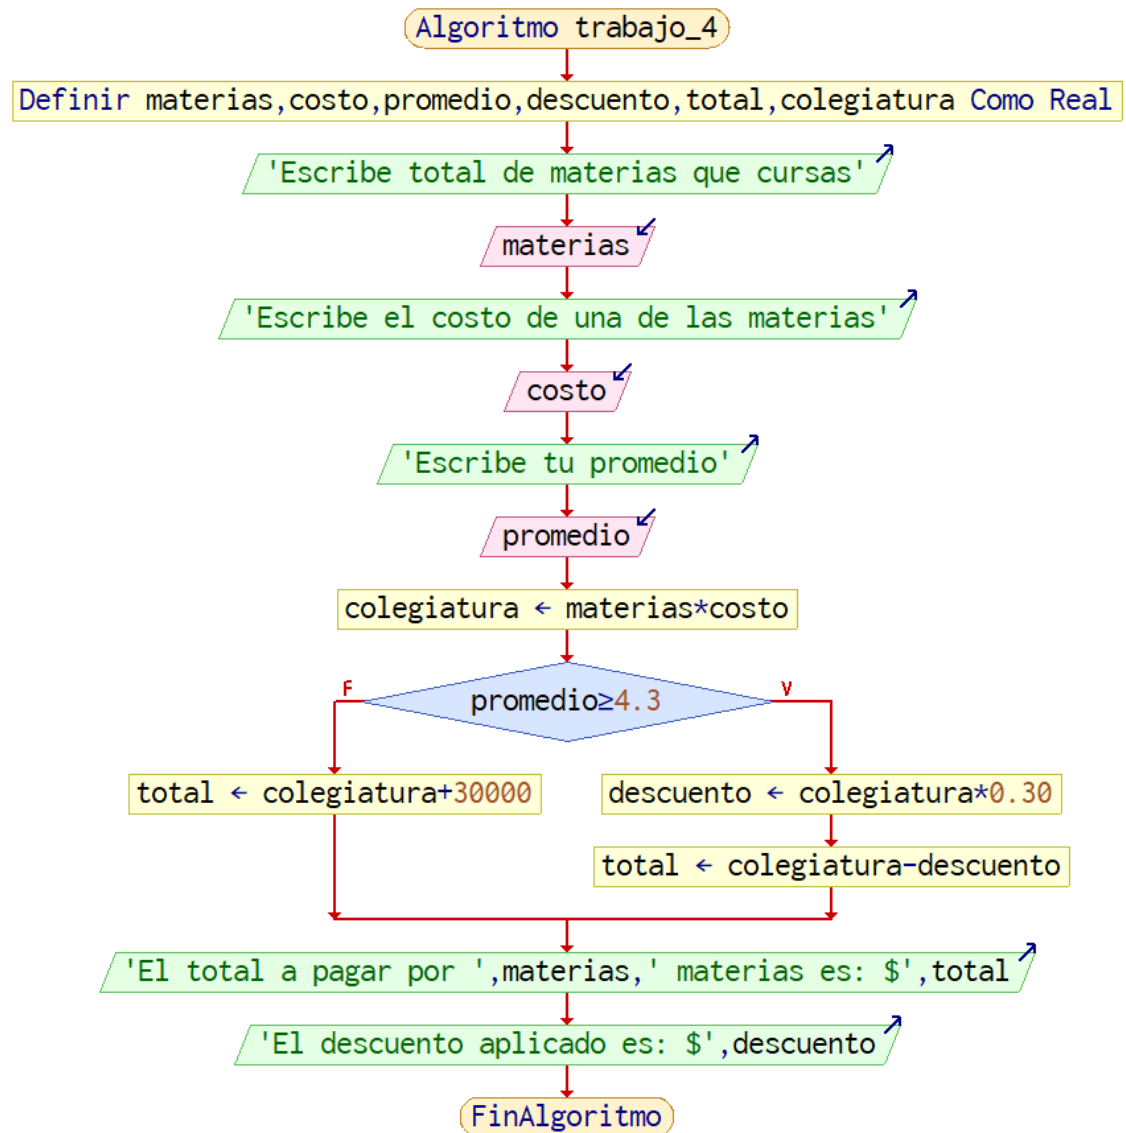 Algoritmo trabajo_4
Definir materias,costo,promedio,descuento,total,colegiatura Como Real
'Escribe total de materias que cursas'
materias
'Escribe el costo de una de las materias'
costo
'Escribe tu promedio'
promedio
colegiatura ← materias*costo
F
promedio≥4.3
V
total ← colegiatura+30000
descuento ← colegiatura*0.30
total ← colegiatura-descuento
'El total a pagar por ',materias,' materias es: $',total
'El descuento aplicado es: $',descuento
FinAlgoritmo